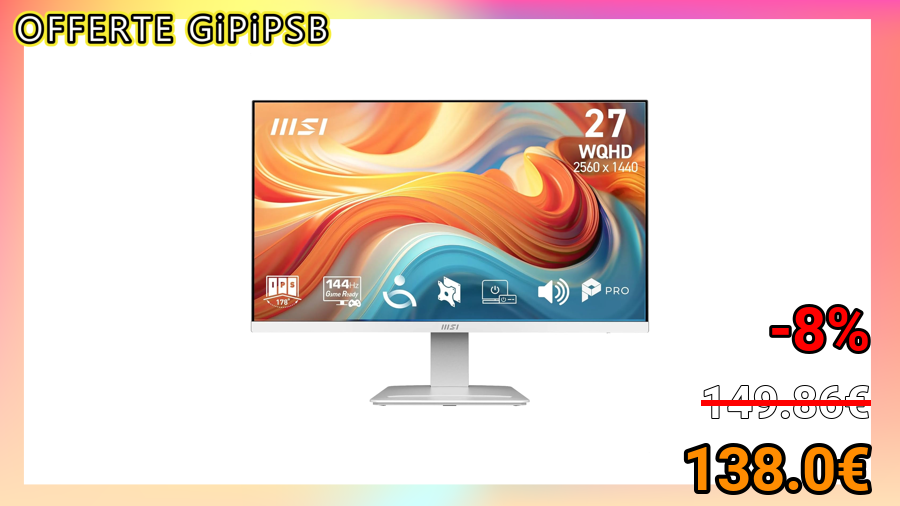 OFFERTE GiPiPSB
msi
27
WQHD
2560 x 1440
IPS
178°
144Hz
Game Ready
PRO
msi
-8%
149.86€
138.0€